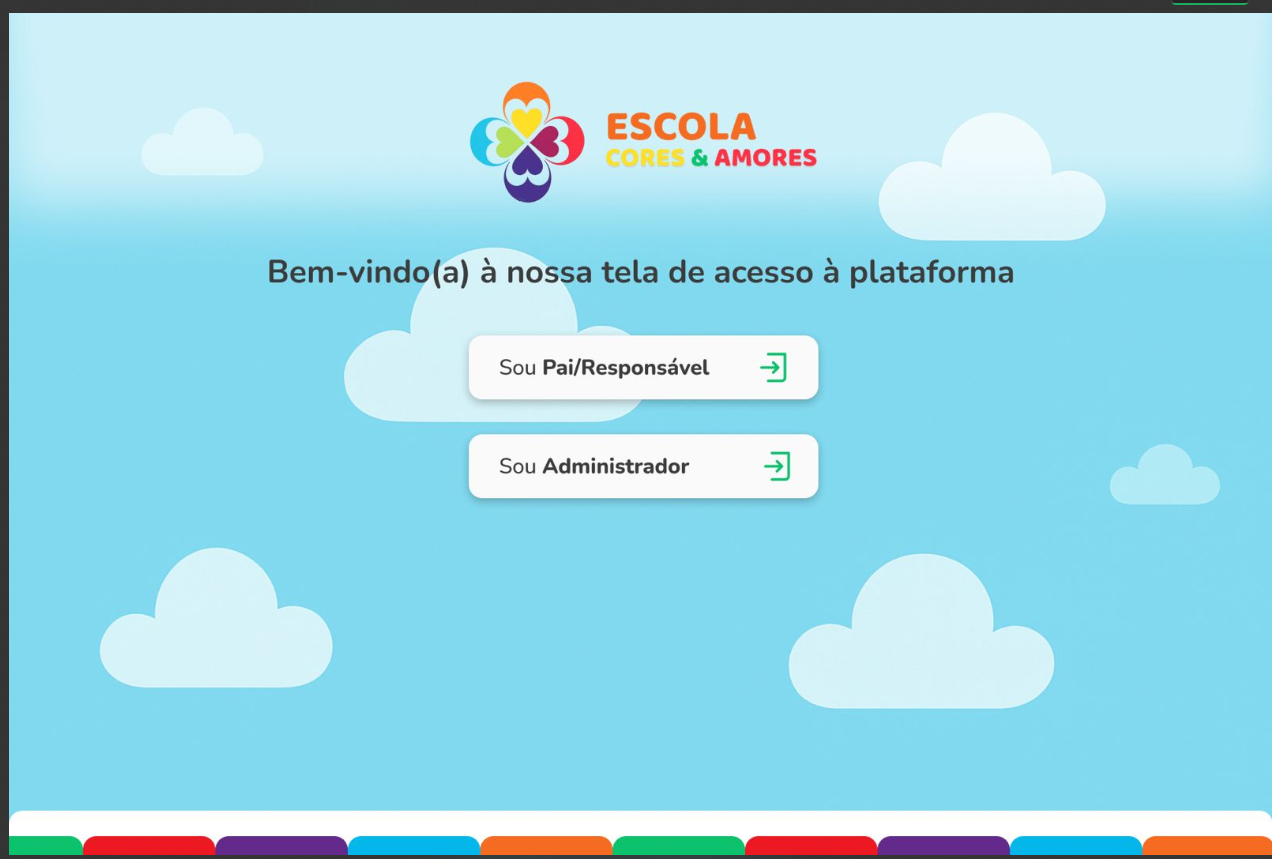 ESCOLA
CORES & AMORES
Bem-vindo(a) à nossa tela de acesso à plataforma
Sou Pai/Responsável
Sou Administrador